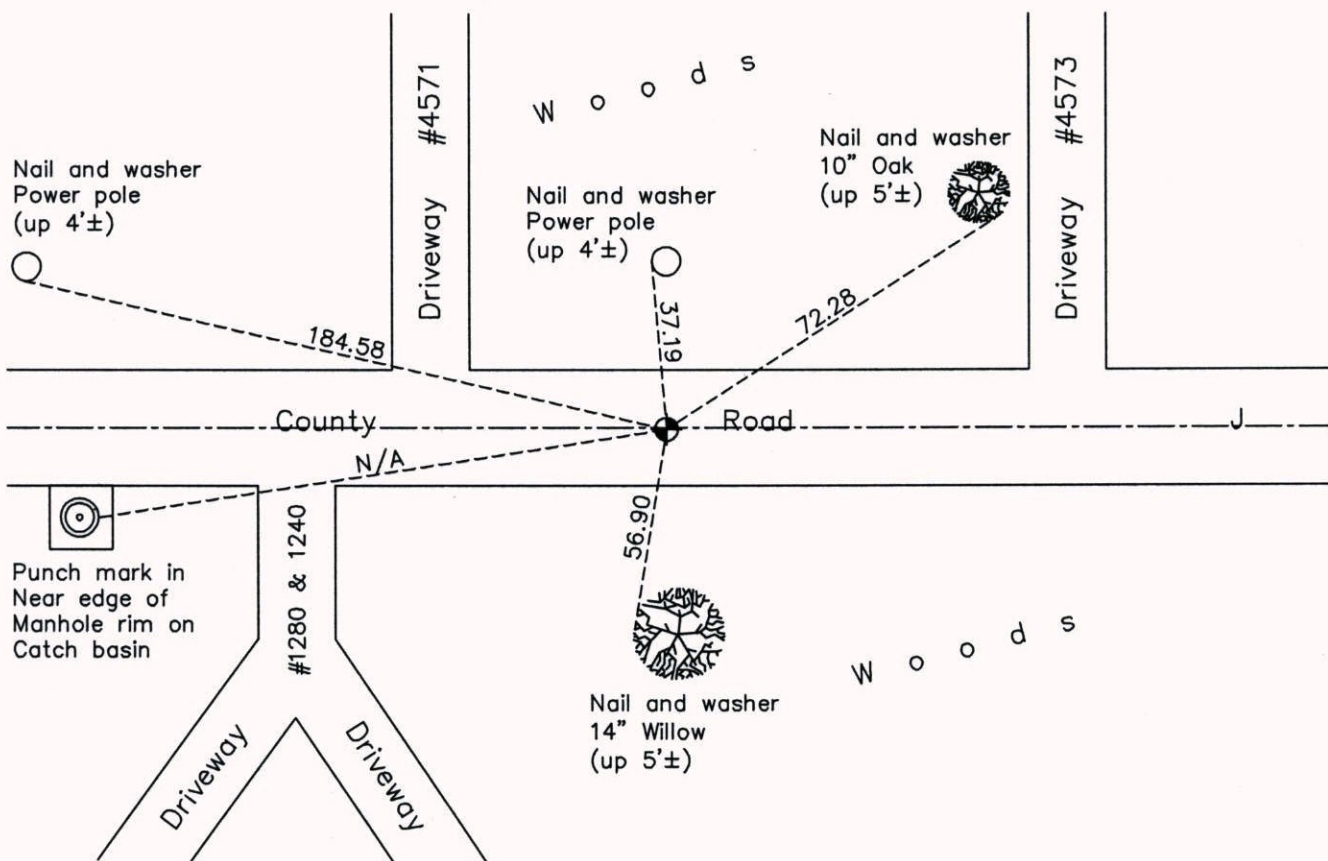 Woods
Driveway #4571
Driveway #4573
Nail and washer
10" Oak
(up 5'±)
Nail and washer
Power pole
(up 4'±)
Nail and washer
Power pole
(up 4'±)
184.58
37.19
72.28
County Road J
N/A
56.90
#1280 & 1240
Punch mark in
Near edge of
Manhole rim on
Catch basin
Woods
Nail and washer
14" Willow
(up 5'±)
Driveway
Driveway